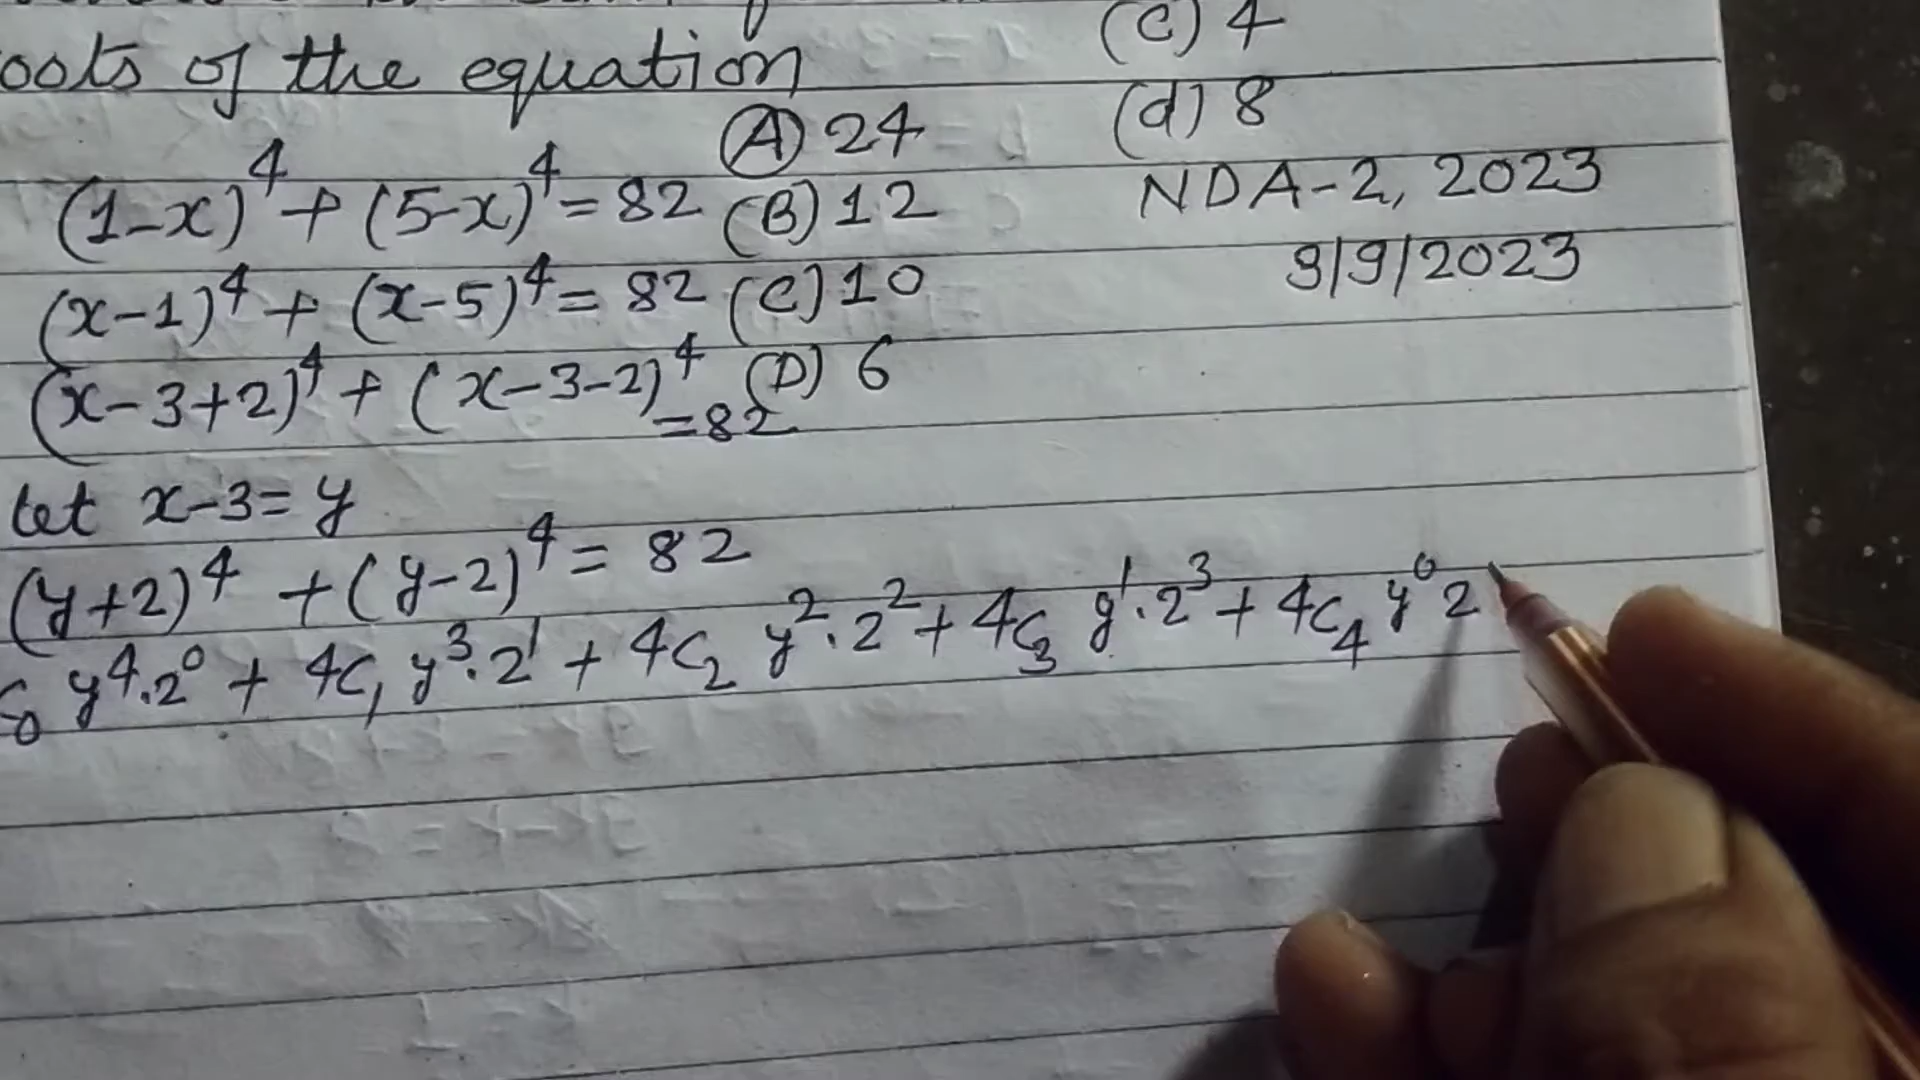 oots of the equation
(1-x)⁴ + (5-x)⁴ = 82
(x-1)⁴ + (x-5)⁴ = 82
(x-3+2)⁴ + (x-3-2)⁴
=82
(A) 24
(B) 12
(C) 10
(D) 6
(C) 4
(d) 8
NDA-2, 2023
3/9/2023
let x-3=y
(y+2)⁴ + (y-2)⁴ = 82
y⁴.2⁰ + 4C₁ y³.2¹ + 4C₂ y².2² + 4C₃ y¹.2³ + 4C₄ y⁰ 2